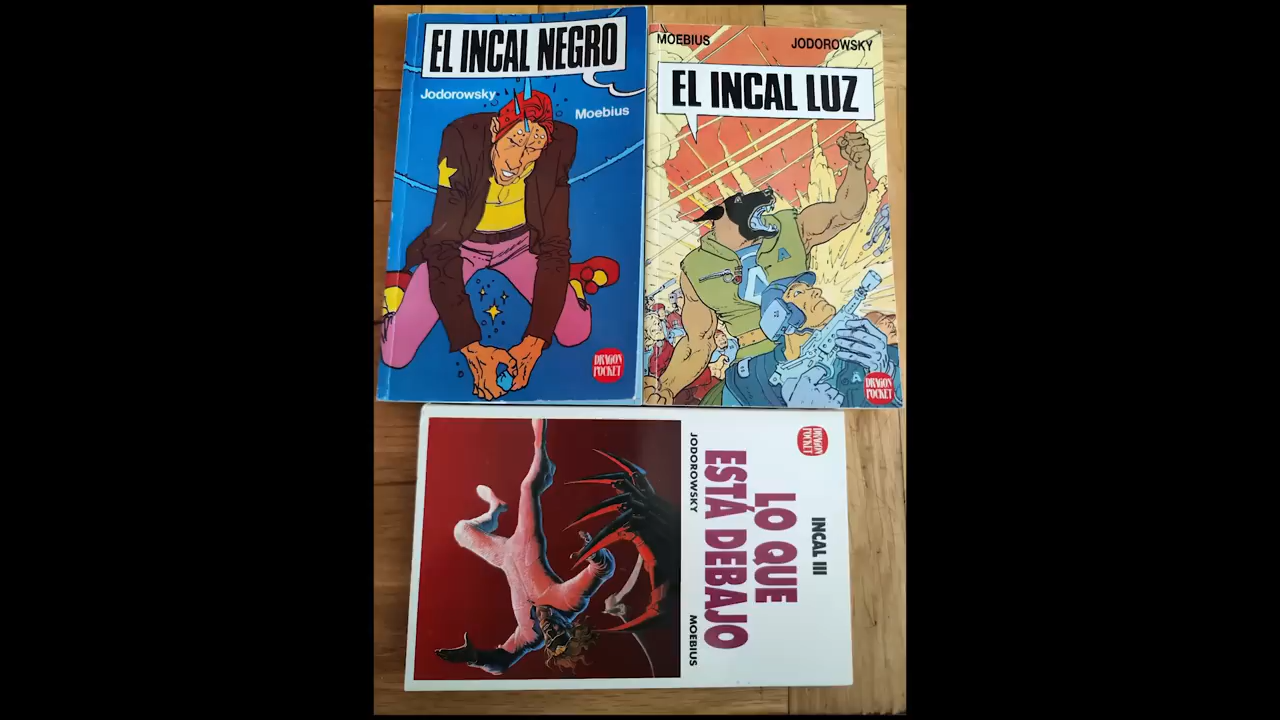 EL INCAL NEGRO
Jodorowsky
Moebius
DRAGON
POCKET
MOEBIUS JODOROWSKY
EL INCAL LUZ
A
A
DRAGON
POCKET
DRAGON
POCKET
INCAL III
LO QUE
ESTÁ DEBAJO
JODOROWSKY MOEBIUS